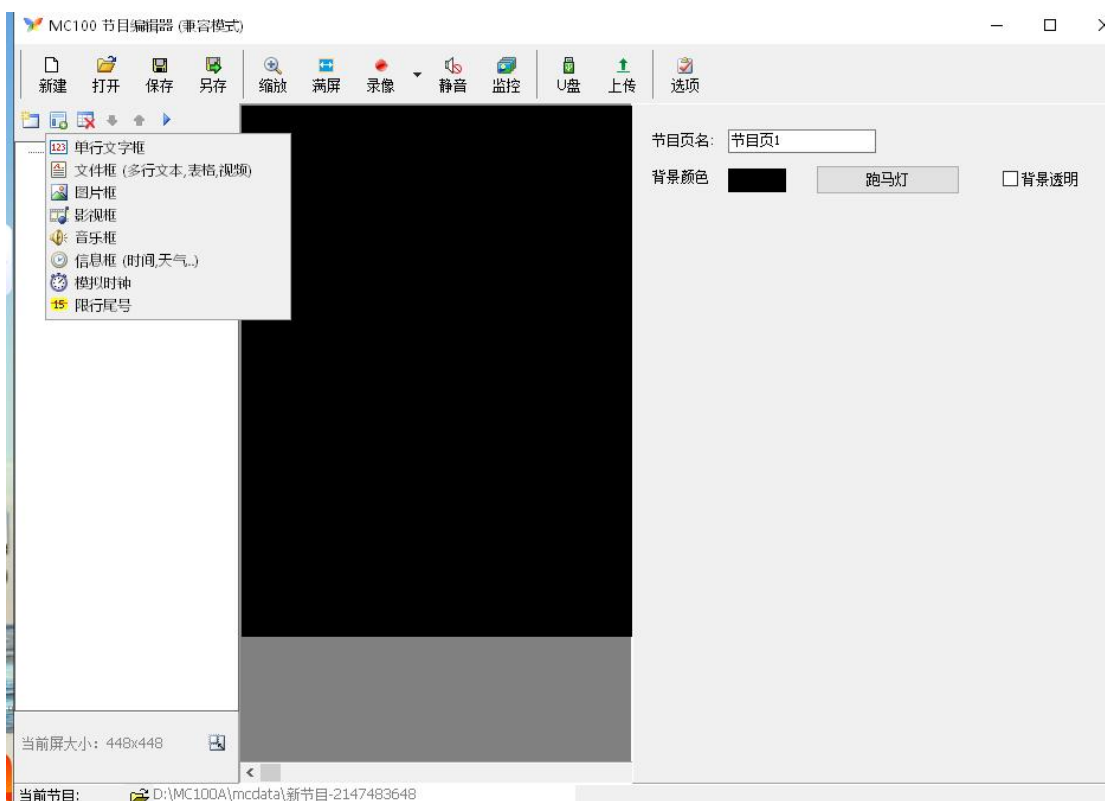 MC100 节目编辑器 (兼容模式)
新建 打开 保存 另存 缩放 满屏 录像 静音 监控 U盘 上传 选项
123 单行文字框
文件框 (多行文本,表格,视频)
图片框
影视框
音乐框
信息框 (时间,天气..)
模拟时钟
15 限行尾号
节目页名: 节目页1
背景颜色 跑马灯 背景透明
当前屏大小: 448x448
当前节目: D:\MC100A\mcdata\新节目-2147483648